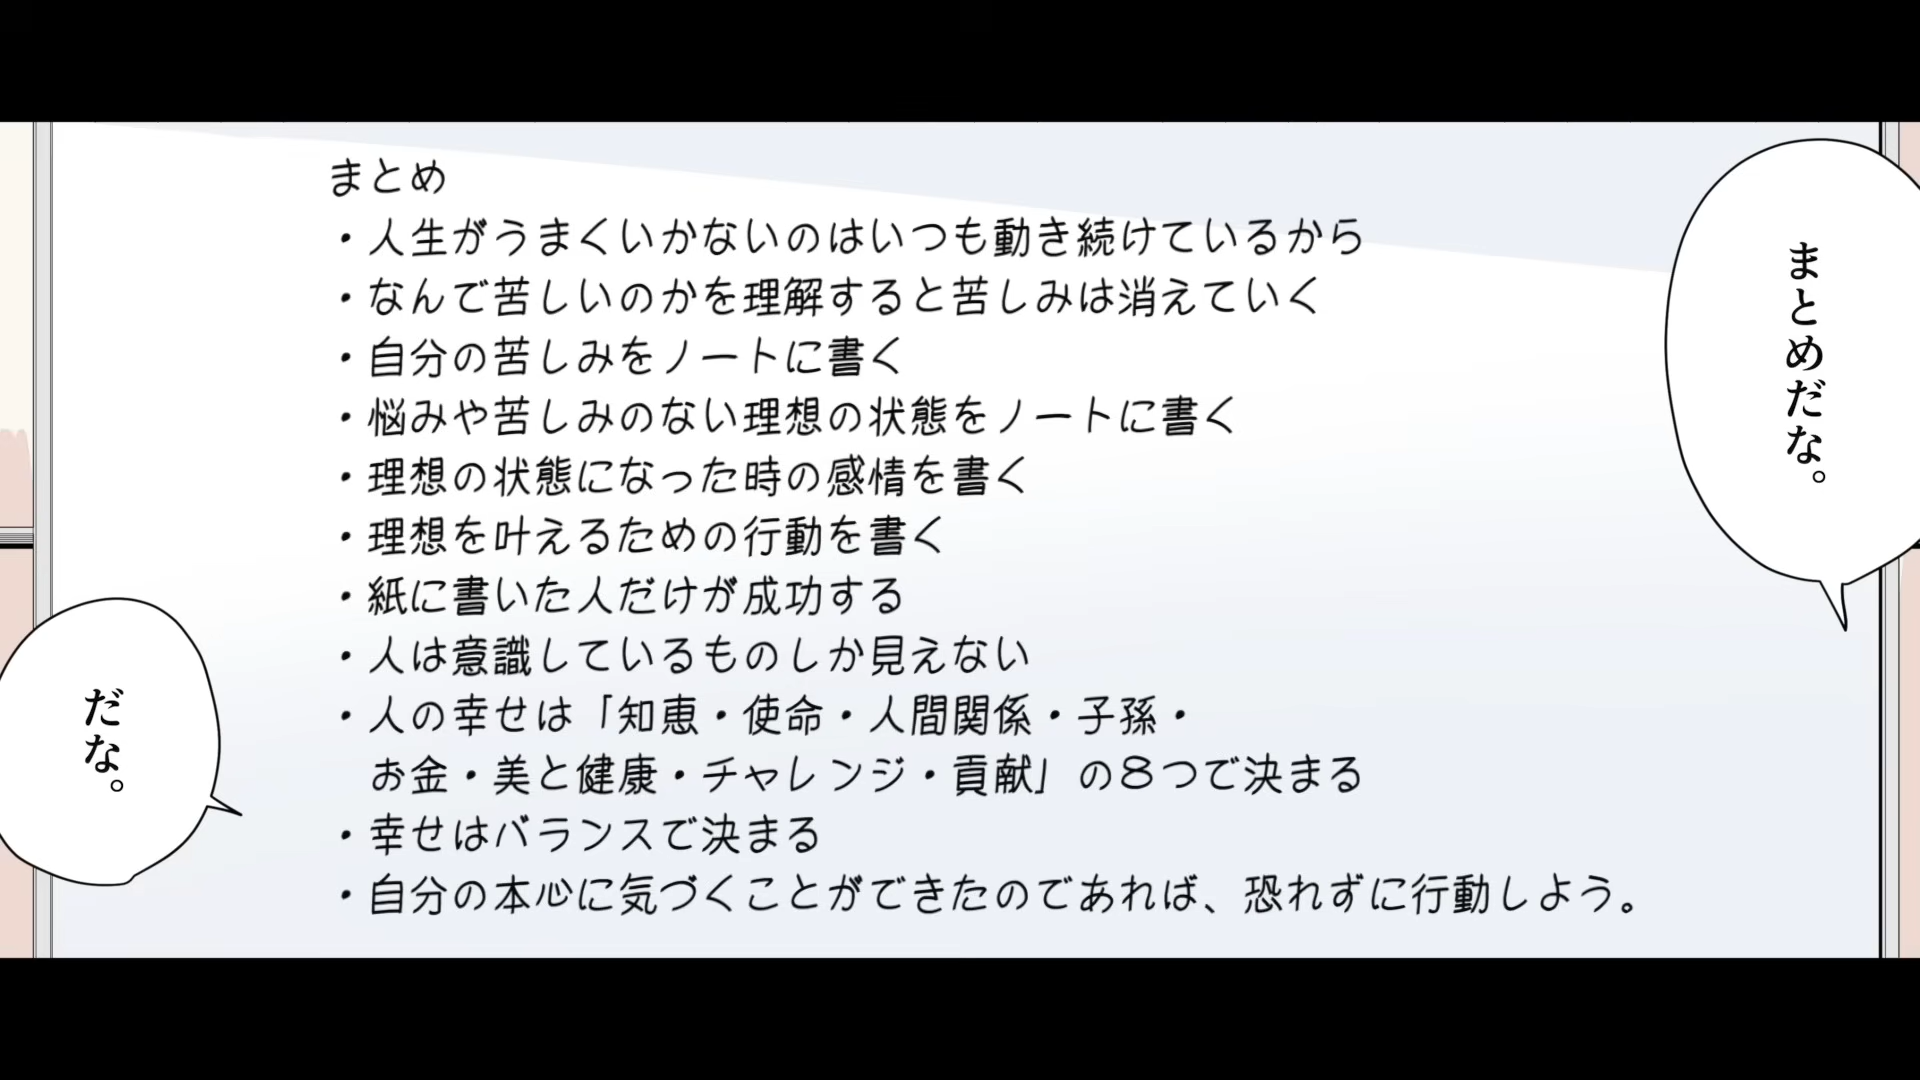 まとめ
・人生がうまくいかないのはいつも動き続けているから
・なんで苦しいのかを理解すると苦しみは消えていく
・自分の苦しみをノートに書く
・悩みや苦しみのない理想の状態をノートに書く
・理想の状態になった時の感情を書く
・理想を叶えるための行動を書く
・紙に書いた人だけが成功する
・人は意識しているものしか見えない
・人の幸せは「知恵・使命・人間関係・子孫・
お金・美と健康・チャレンジ・貢献」の８つで決まる
・幸せはバランスで決まる
・自分の本心に気づくことができたのであれば、恐れずに行動しよう。
まとめだな。
だな。